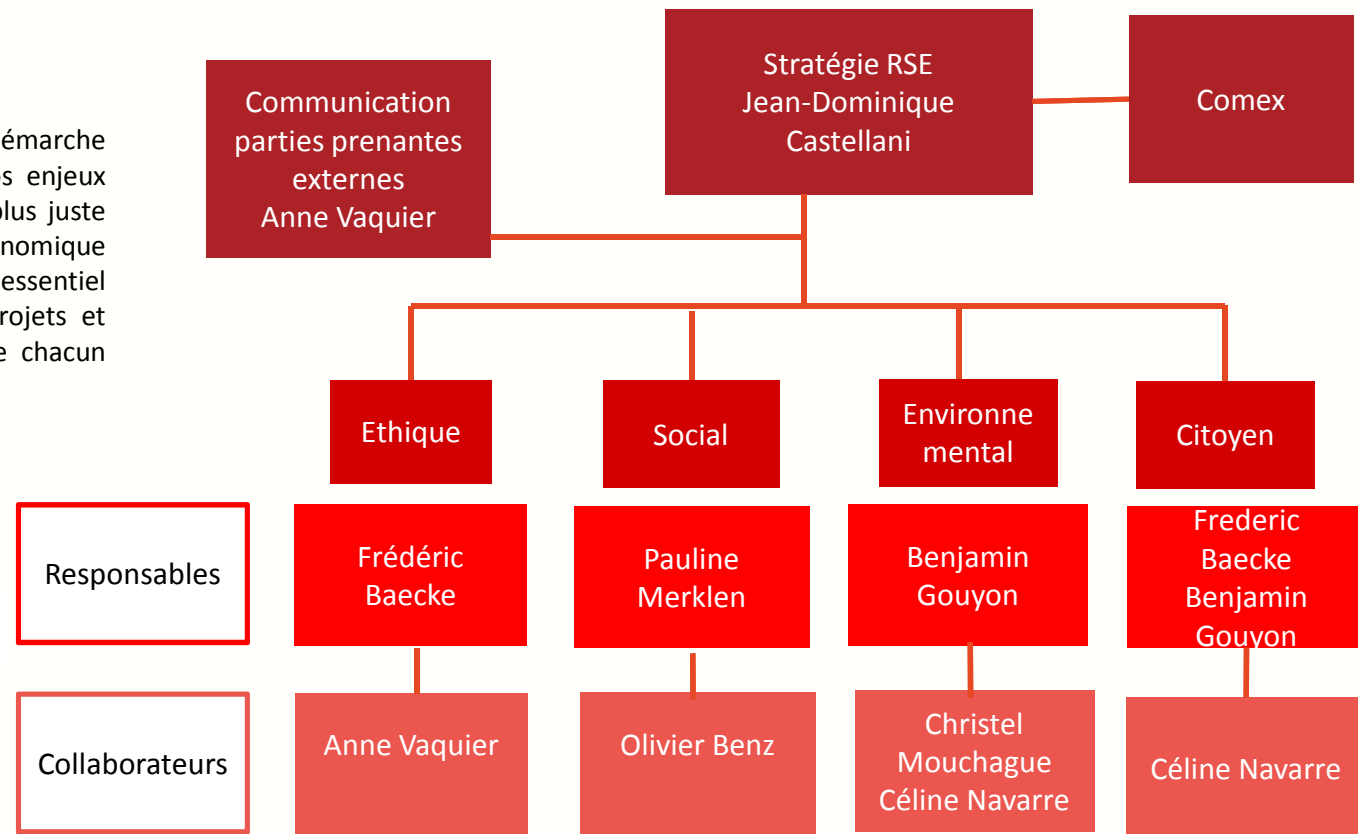 émarche
s enjeux
plus juste
nomique
essentiel
rojets et
e chacun
Communication
parties prenantes
externes
Anne Vaquier
Stratégie RSE
Jean-Dominique
Castellani
Comex
Ethique
Social
Environne
mental
Citoyen
Responsables
Frédéric
Baecke
Pauline
Merklen
Benjamin
Gouyon
Frederic
Baecke
Benjamin
Gouyon
Collaborateurs
Anne Vaquier
Olivier Benz
Christel
Mouchague
Céline Navarre
Céline Navarre